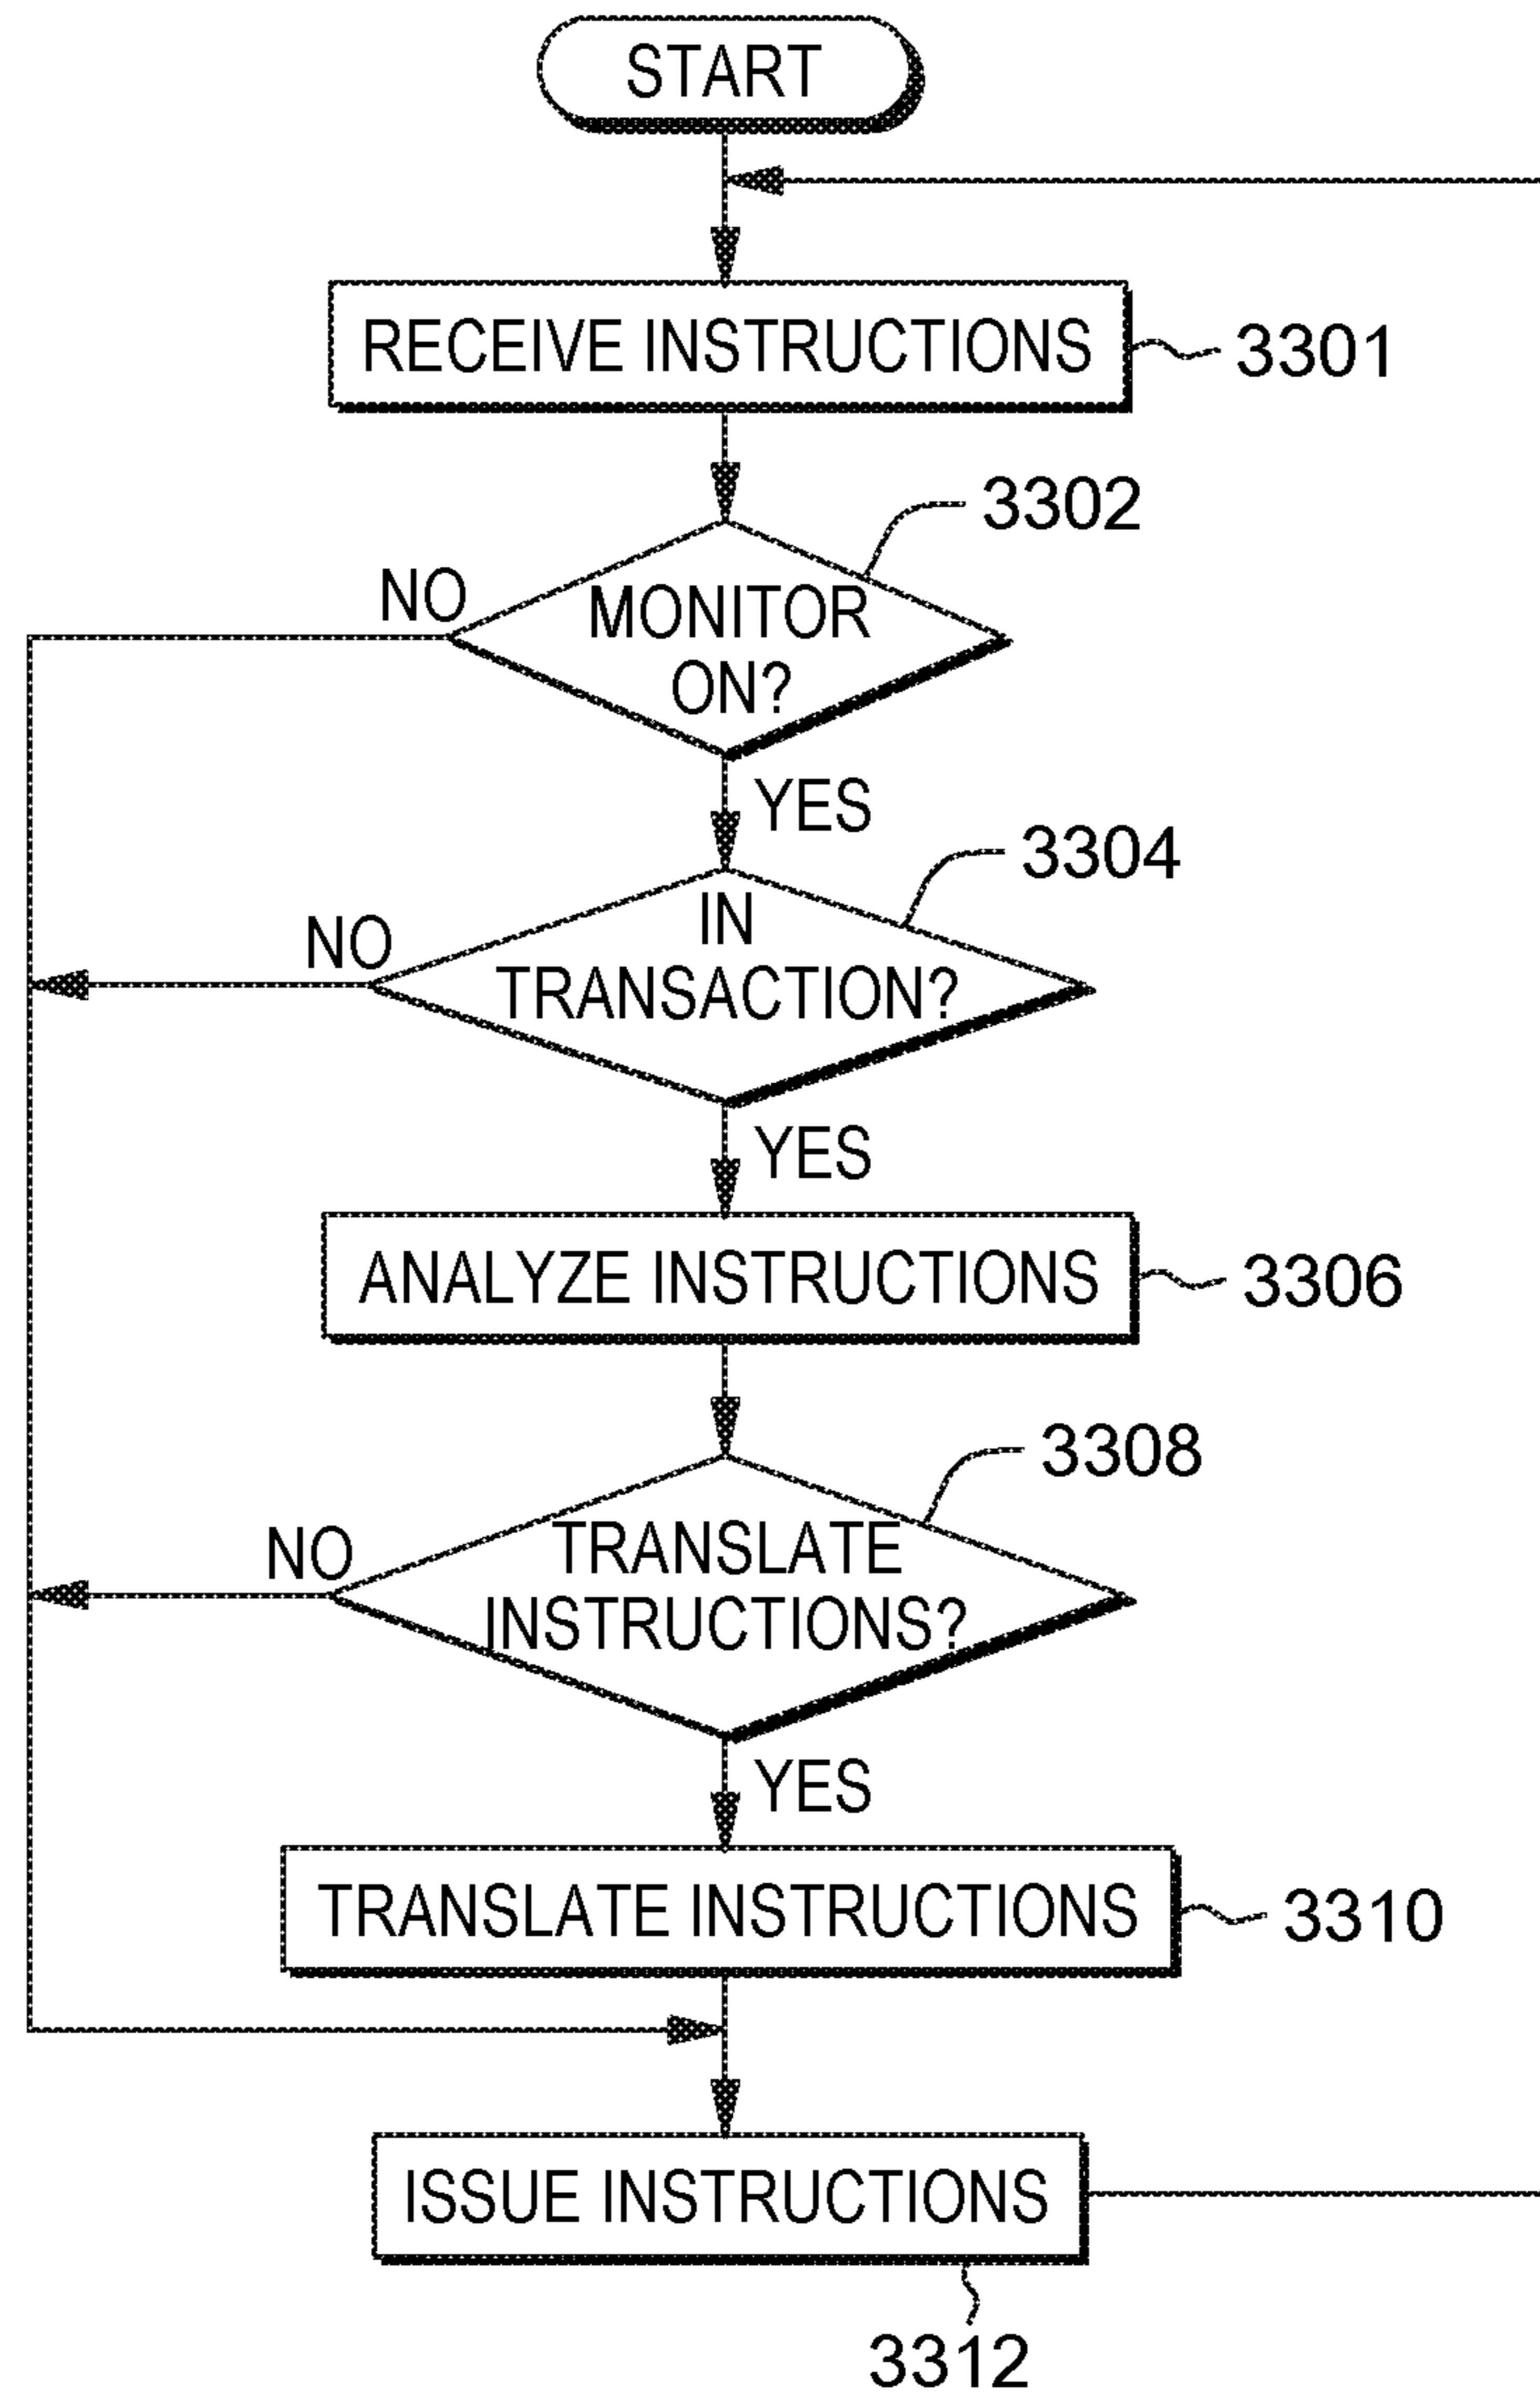 START
RECEIVE INSTRUCTIONS
3301
3302
NO
MONITOR
ON?
YES
3304
NO
IN
TRANSACTION?
YES
ANALYZE INSTRUCTIONS
3306
3308
NO
TRANSLATE
INSTRUCTIONS?
YES
TRANSLATE INSTRUCTIONS
3310
ISSUE INSTRUCTIONS
3312